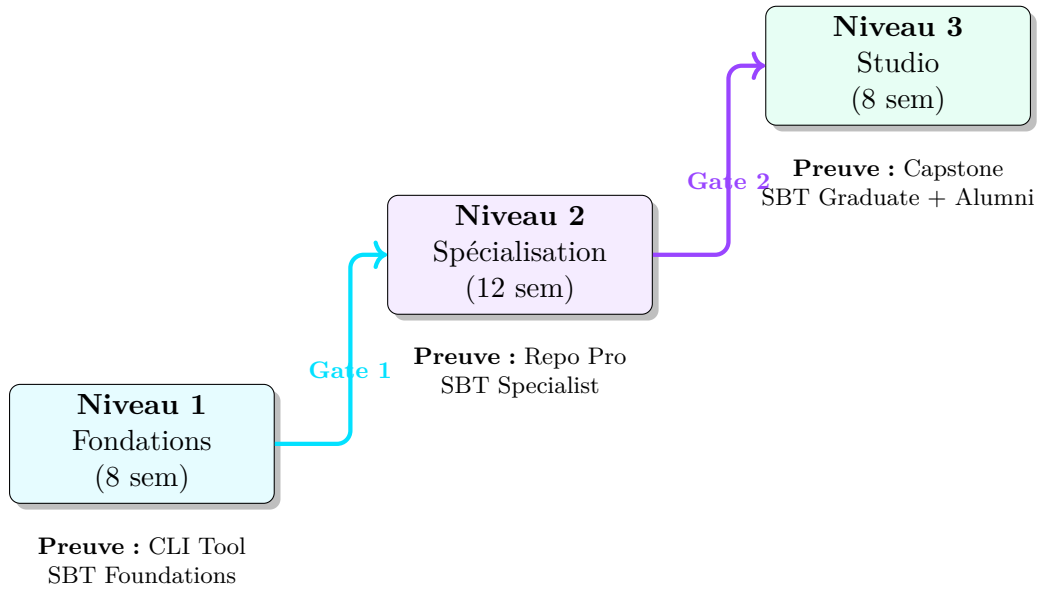 Niveau 3
Studio
(8 sem)
Preuve : Capstone
SBT Graduate + Alumni
Gate 2
Niveau 2
Spécialisation
(12 sem)
Preuve : Repo Pro
SBT Specialist
Gate 1
Niveau 1
Fondations
(8 sem)
Preuve : CLI Tool
SBT Foundations